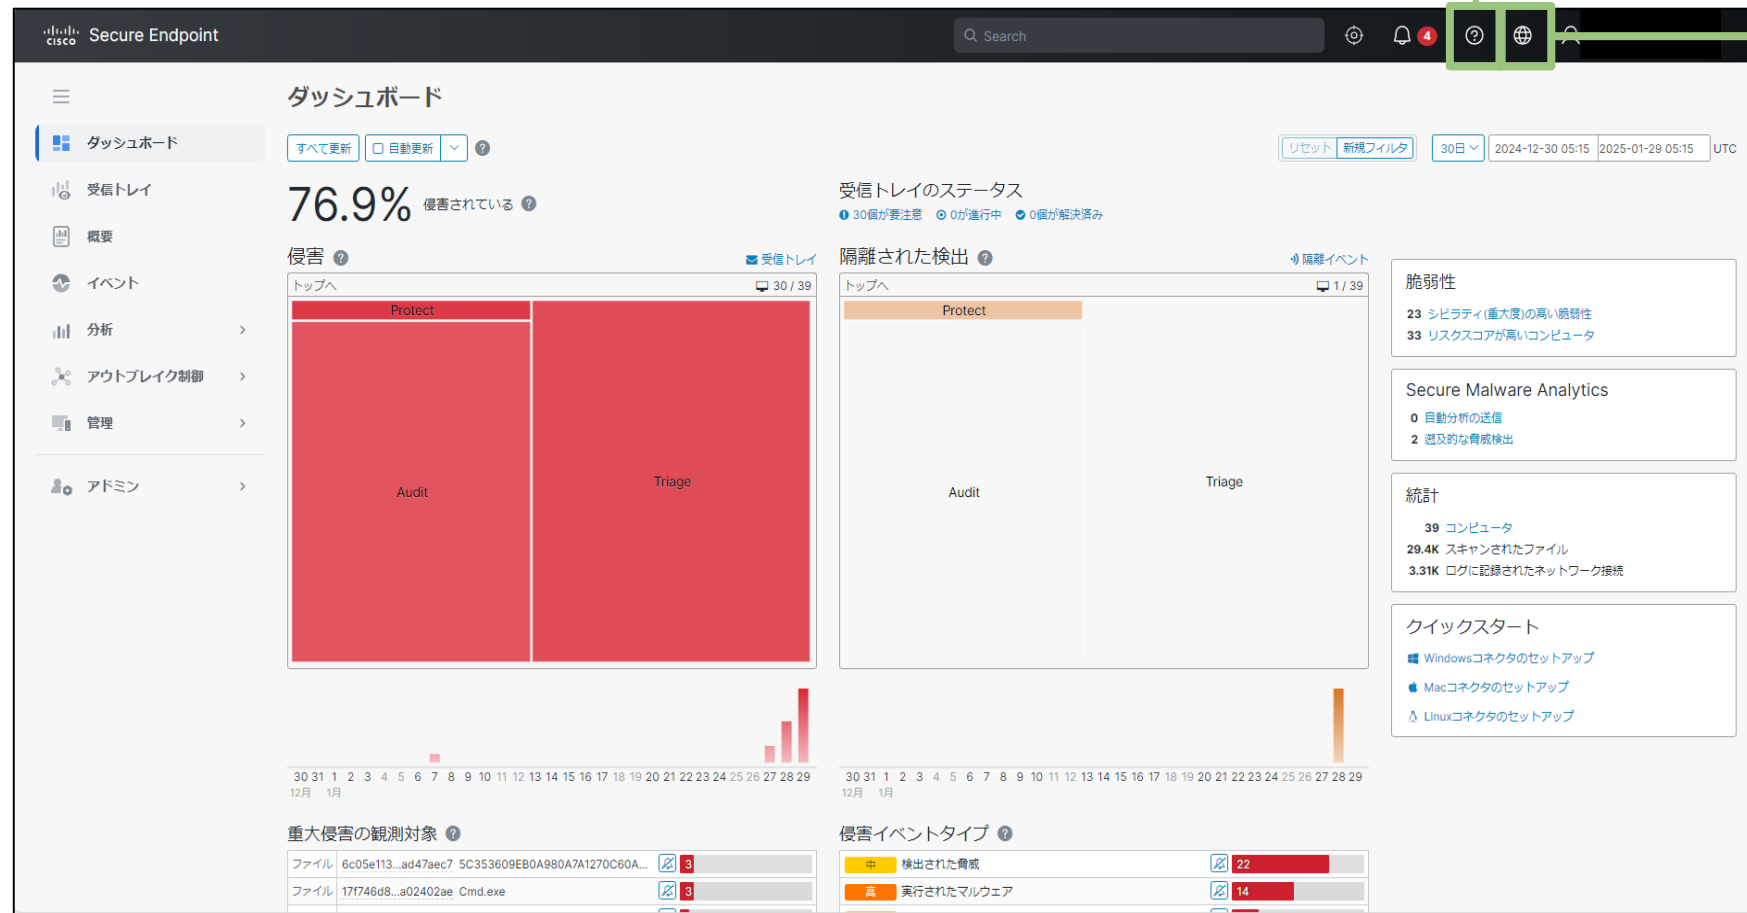 cisco Secure Endpoint
Search
4
ダッシュボード
受信トレイ
概要
イベント
分析
アウトブレイク制御
管理
アドミン
ダッシュボード
すべて更新 自動更新
リセット 新規フィルタ 30日 2024-12-30 05:15 2025-01-29 05:15 UTC
76.9% 侵害されている
受信トレイのステータス
30個が要注意 0が進行中 0個が解決済み
侵害 受信トレイ
トップへ 30 / 39
Protect
Audit
Triage
30 31 1 2 3 4 5 6 7 8 9 10 11 12 13 14 15 16 17 18 19 20 21 22 23 24 25 26 27 28 29
12月 1月
隔離された検出 隔離イベント
トップへ 1 / 39
Protect
Audit
Triage
30 31 1 2 3 4 5 6 7 8 9 10 11 12 13 14 15 16 17 18 19 20 21 22 23 24 25 26 27 28 29
12月 1月
脆弱性
23 シビラティ(重大度)の高い脆弱性
33 リスクスコアが高いコンピュータ
Secure Malware Analytics
0 自動分析の送信
2 遡及的な脅威検出
統計
39 コンピュータ
29.4K スキャンされたファイル
3.31K ログに記録されたネットワーク接続
クイックスタート
Windowsコネクタのセットアップ
Macコネクタのセットアップ
Linuxコネクタのセットアップ
重大侵害の観測対象
ファイル 6c05e113...ad47aec7 5C353609EB0A980A7A1270C60A... 3
ファイル 17f746d8...a02402ae Cmd.exe 3
侵害イベントタイプ
中 検出された脅威 22
高 実行されたマルウェア 14